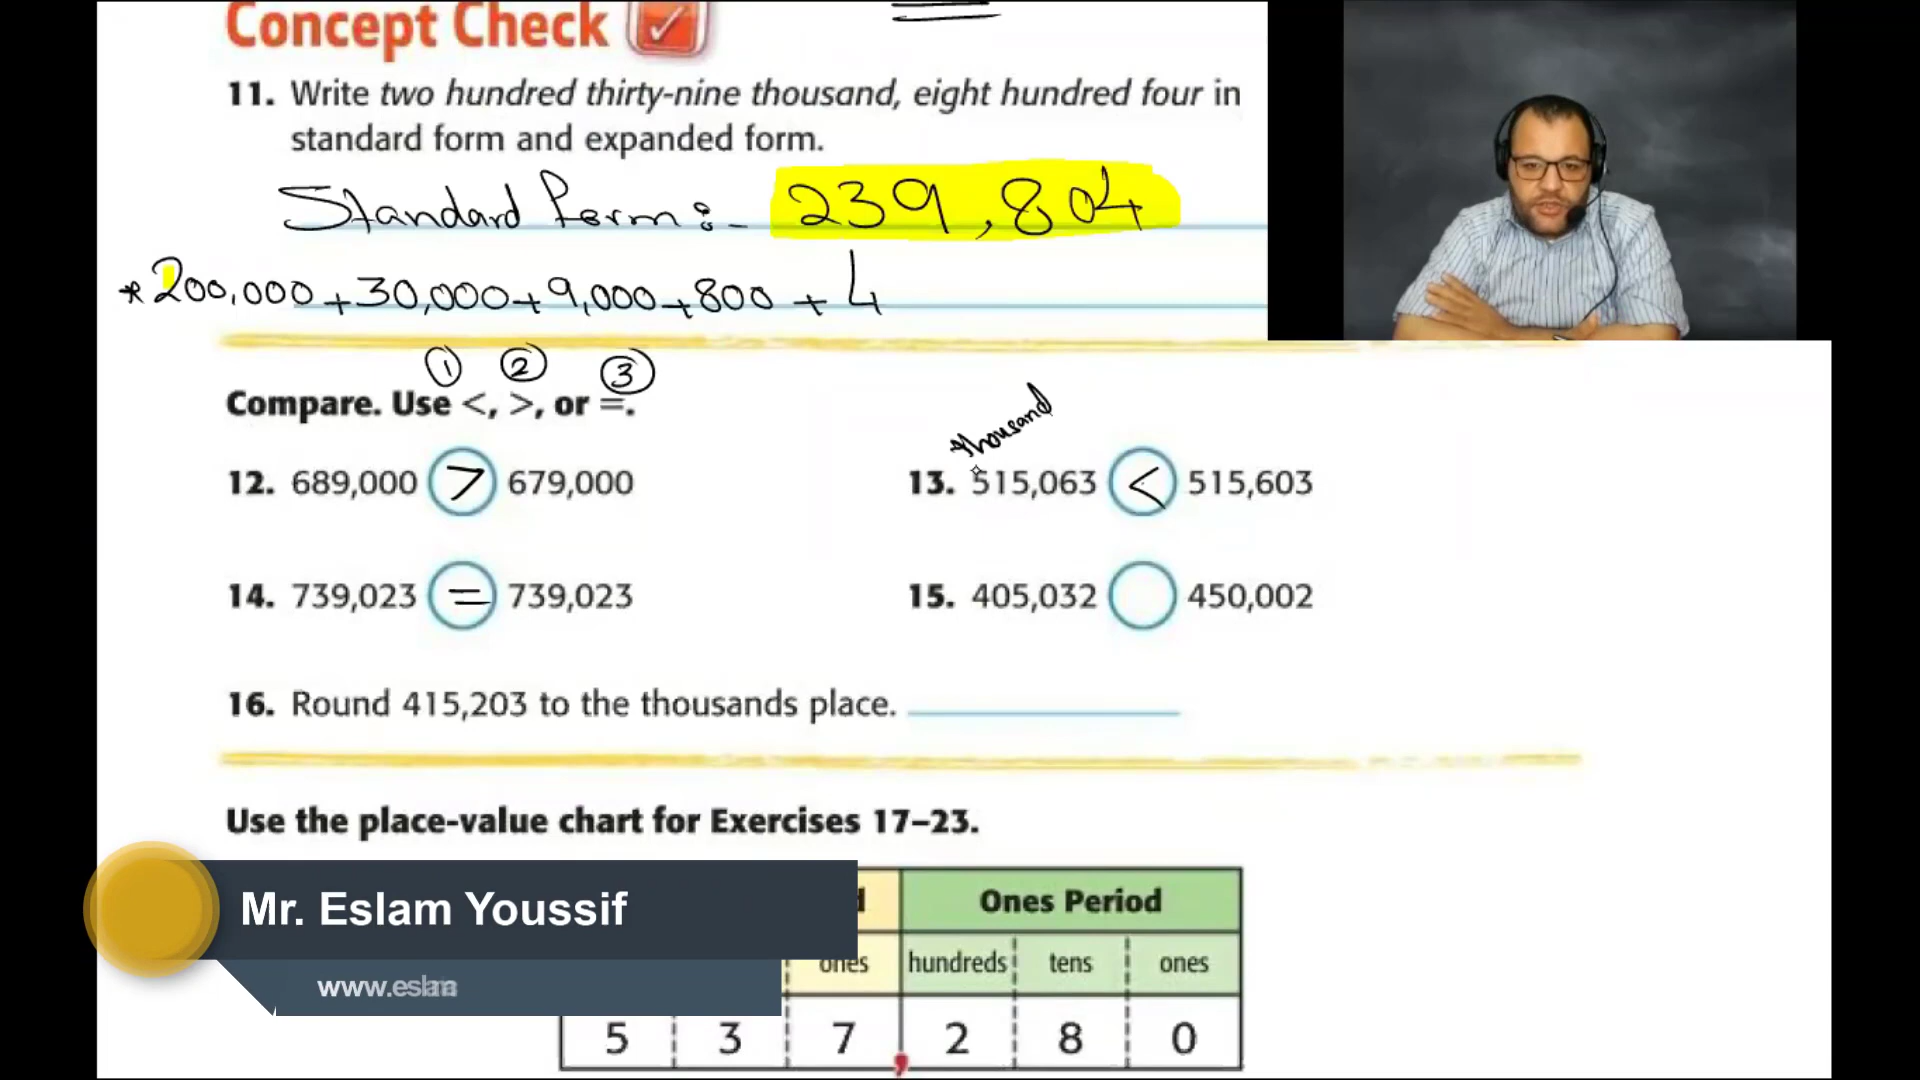 Concept Check
11. Write two hundred thirty-nine thousand, eight hundred four in
standard form and expanded form.
Standard form:- 239,804
*200,000+30,000+9,000+800 + 4
1 2 3
Compare. Use <, >, or =.
thousand
12. 689,000 > 679,000
13. 515,063 < 515,603
14. 739,023 = 739,023
15. 405,032 450,002
16. Round 415,203 to the thousands place.
Use the place-value chart for Exercises 17–23.
Mr. Eslam Youssif
Ones Period
ones hundreds tens ones
5 3 7 , 2 8 0